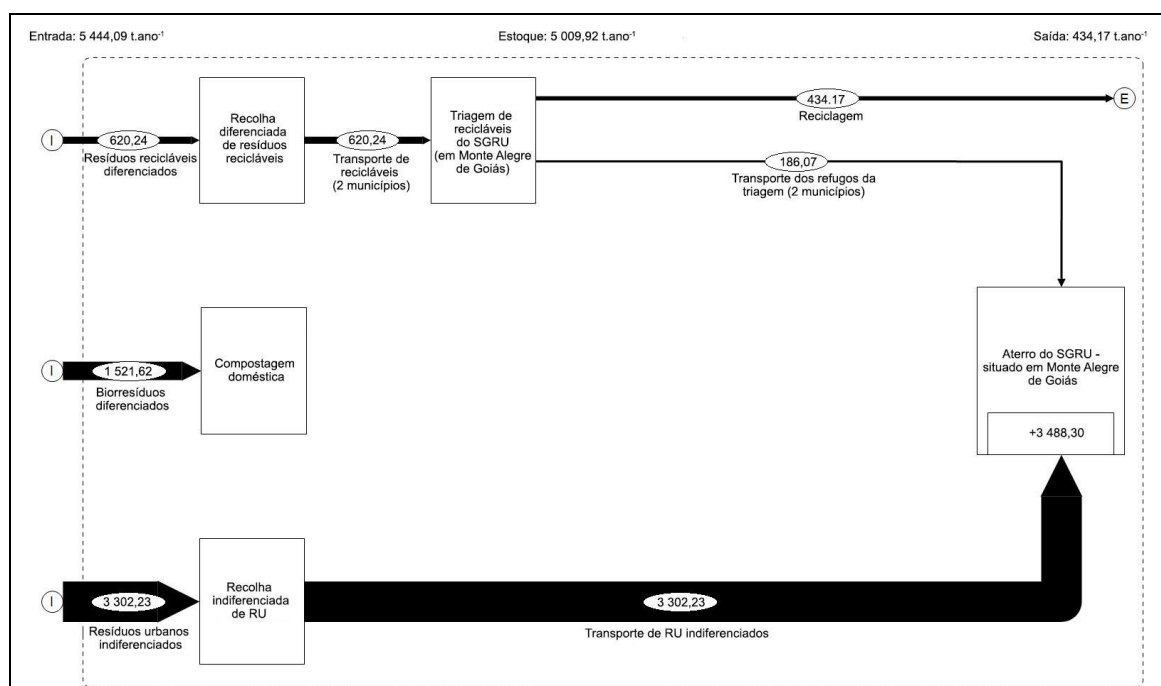 Entrada: 5 444,09 t.ano⁻¹
Estoque: 5 009,92 t.ano⁻¹
Saída: 434,17 t.ano⁻¹
I
620,24
Resíduos recicláveis
diferenciados
Recolha
diferenciada
de resíduos
recicláveis
620,24
Transporte de
recicláveis
(2 municípios)
Triagem de
recicláveis
do SGRU
(em Monte Alegre
de Goiás)
434.17
Reciclagem
E
186,07
Transporte dos refugos da
triagem (2 municípios)
I
1 521,62
Biorresíduos
diferenciados
Compostagem
doméstica
Aterro do SGRU -
situado em Monte Alegre
de Goiás
+3 488,30
I
3 302,23
Resíduos urbanos
indiferenciados
Recolha
indiferenciada
de RU
3 302,23
Transporte de RU indiferenciados